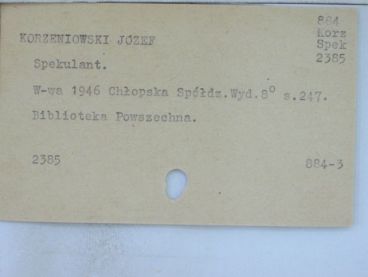 884
KORZENIOWSKI JÓZEF Korz
Spek
Spekulant. 2385
W-wa 1946 Chłopska Spółdz.Wyd.8° s.247.
Biblioteka Powszechna.
2385 884-3